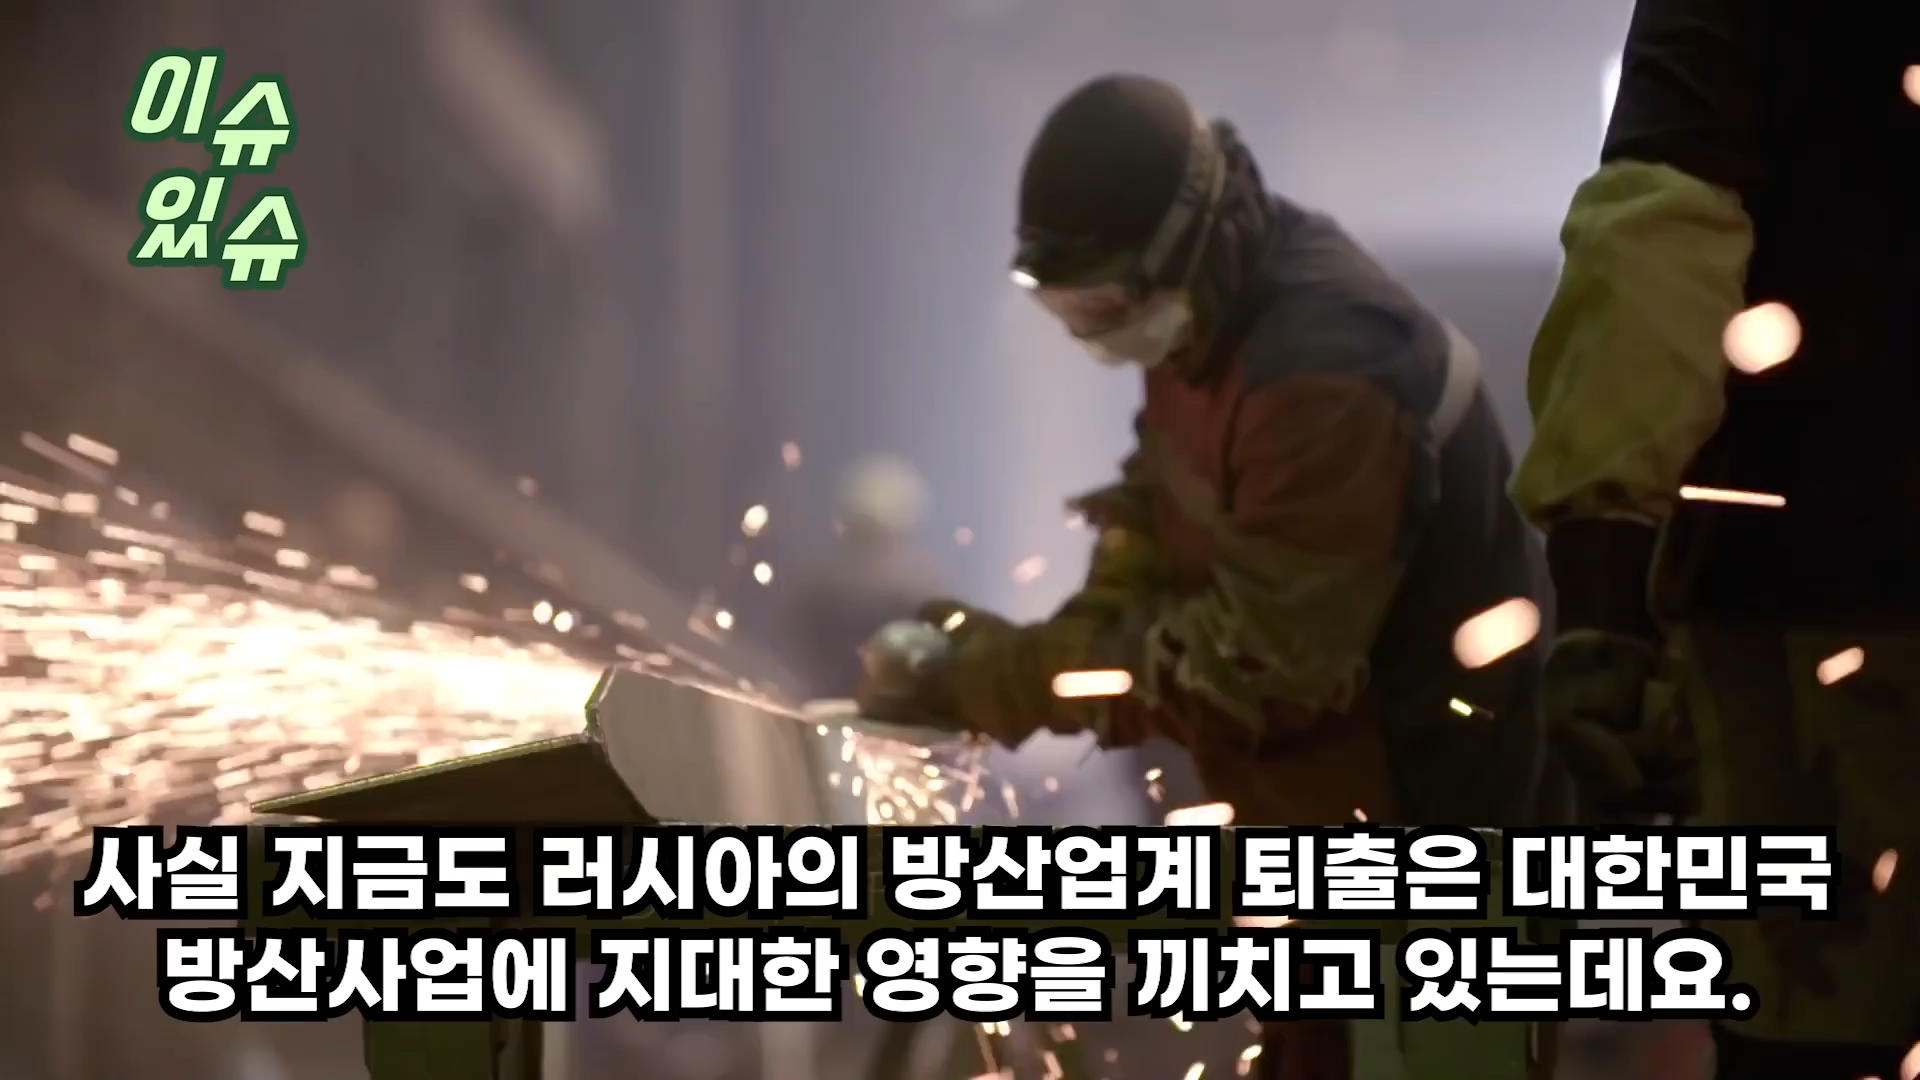 이슈
있슈
사실 지금도 러시아의 방산업계 퇴출은 대한민국
방산사업에 지대한 영향을 끼치고 있는데요.